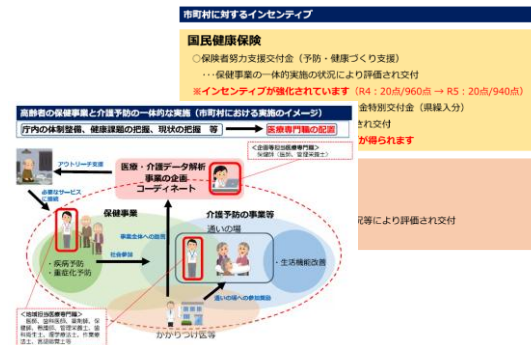 市町村に対するインセンティブ
国民健康保険
○保険者努力支援交付金（予防・健康づくり支援）
･･･保健事業の一体的実施の状況により評価され交付
※インセンティブが強化されています（R4：20点/960点 → R5：20点/940点）
金特別交付金（県繰入分）
され交付
が得られます
況等により評価され交付
高齢者の保健事業と介護予防の一体的な実施（市町村における実施のイメージ）
庁内の体制整備、健康課題の把握、現状の把握 等
医療専門職の配置
＜企画等担当医療専門職＞
保健師（医師、管理栄養士）
アウトリーチ支援
医療・介護データ解析
事業の企画
コーディネート
必要なサービス
に接続
保健事業
介護予防の事業等
通いの場
社会参加
・疾病予防
・重症化予防
・生活機能改善
通いの場への参加勧奨
＜地域担当医療専門職＞
医師、歯科医師、薬剤師、保
健師、看護師、管理栄養士、歯
科衛生士、理学療法士、作業療
法士、言語聴覚士等
かかりつけ医等